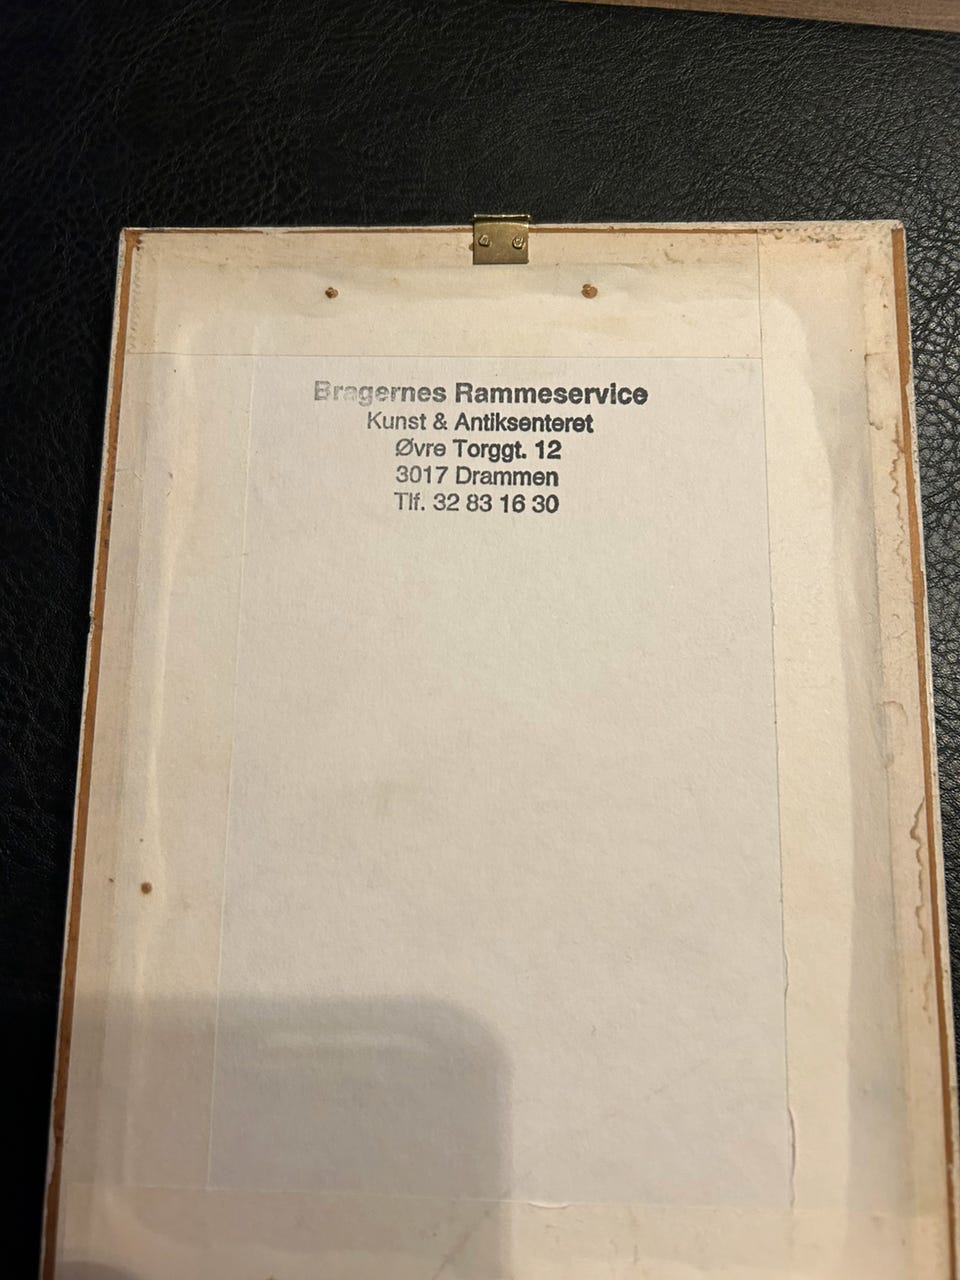 Bragernes Rammeservice
Kunst & Antiksenteret
Øvre Torggt. 12
3017 Drammen
Tlf. 32 83 16 30